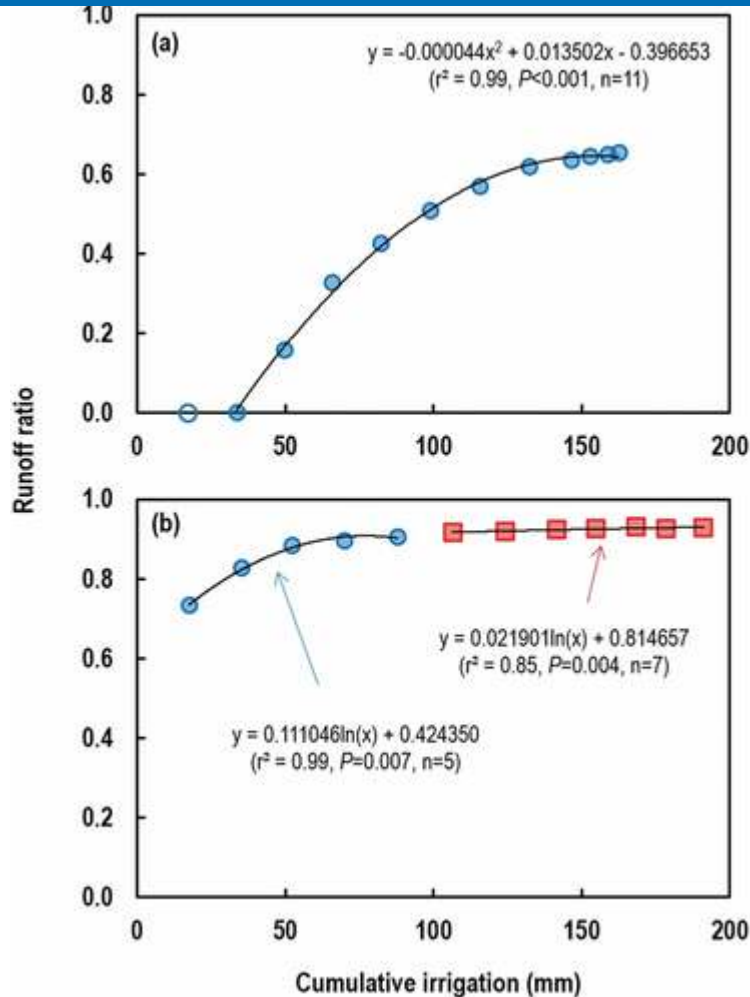 1.0
(a)
y = -0.000044x² + 0.013502x - 0.396653
(r² = 0.99, P<0.001, n=11)
0.8
0.6
0.4
0.2
0.0
0 50 100 150 200
Runoff ratio
1.0
(b)
0.8
y = 0.021901ln(x) + 0.814657
(r² = 0.85, P=0.004, n=7)
0.6
y = 0.111046ln(x) + 0.424350
(r² = 0.99, P=0.007, n=5)
0.4
0.2
0.0
0 50 100 150 200
Cumulative irrigation (mm)